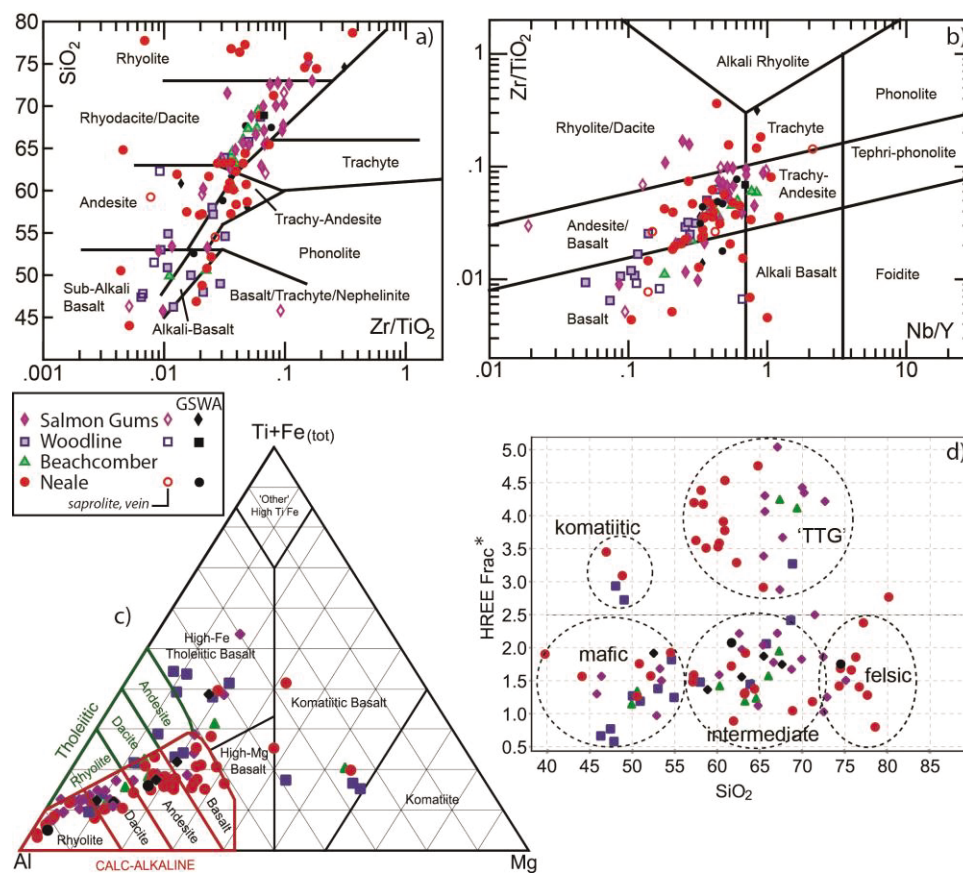 a)
SiO2
80
75
70
65
60
55
50
45
Rhyolite
Rhyodacite/Dacite
Trachyte
Andesite
Trachy-Andesite
Phonolite
Sub-Alkali
Basalt
Basalt/Trachyte/Nephelinite
Alkali-Basalt
Zr/TiO2
.001
.01
.1
1
b)
Zr/TiO2
1
.1
.01
Alkali Rhyolite
Phonolite
Rhyolite/Dacite
Trachyte
Tephri-phonolite
Trachy-
Andesite
Andesite/
Basalt
Alkali Basalt
Foidite
Basalt
Nb/Y
.01
.1
1
10
GSWA
Salmon Gums
Woodline
Beachcomber
Neale
saprolite, vein
c)
Ti+Fe(tot)
'Other'
High Ti Fe
High-Fe
Tholeiitic Basalt
Komatiitic Basalt
High-Mg
Basalt
Komatiite
Tholeiitic
Andesite
Dacite
Rhyolite
Basalt
Andesite
Dacite
Rhyolite
Al
CALC-ALKALINE
Mg
d)
HREE Frac*
5.0
4.5
4.0
3.5
3.0
2.5
2.0
1.5
1.0
0.5
komatiitic
'TTG'
mafic
intermediate
felsic
40 45 50 55 60 65 70 75 80 85
SiO2